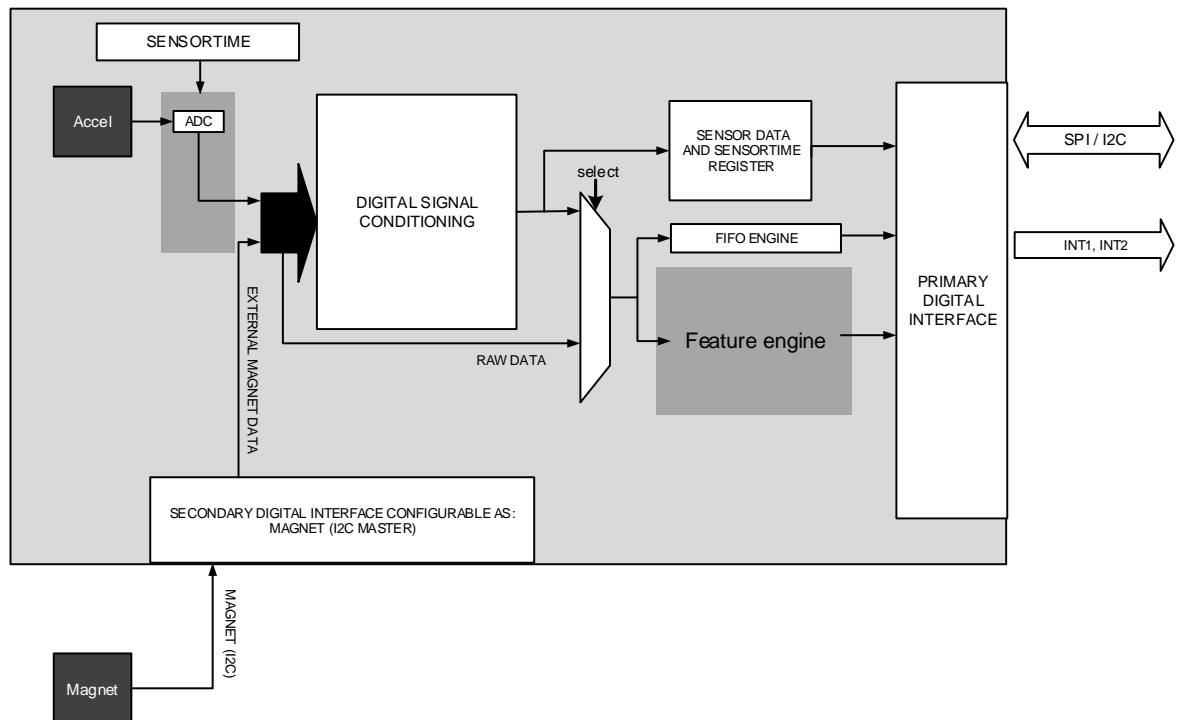 SENSORTIME
Accel
ADC
DIGITAL SIGNAL
CONDITIONING
SENSOR DATA
AND SENSORTIME
REGISTER
SPI / I2C
select
FIFO ENGINE
INT1, INT2
PRIMARY
DIGITAL
INTERFACE
Feature engine
RAW DATA
EXTERNAL MAGNET DATA
SECONDARY DIGITAL INTERFACE CONFIGURABLE AS:
MAGNET (I2C MASTER)
MAGNET (I2C)
Magnet